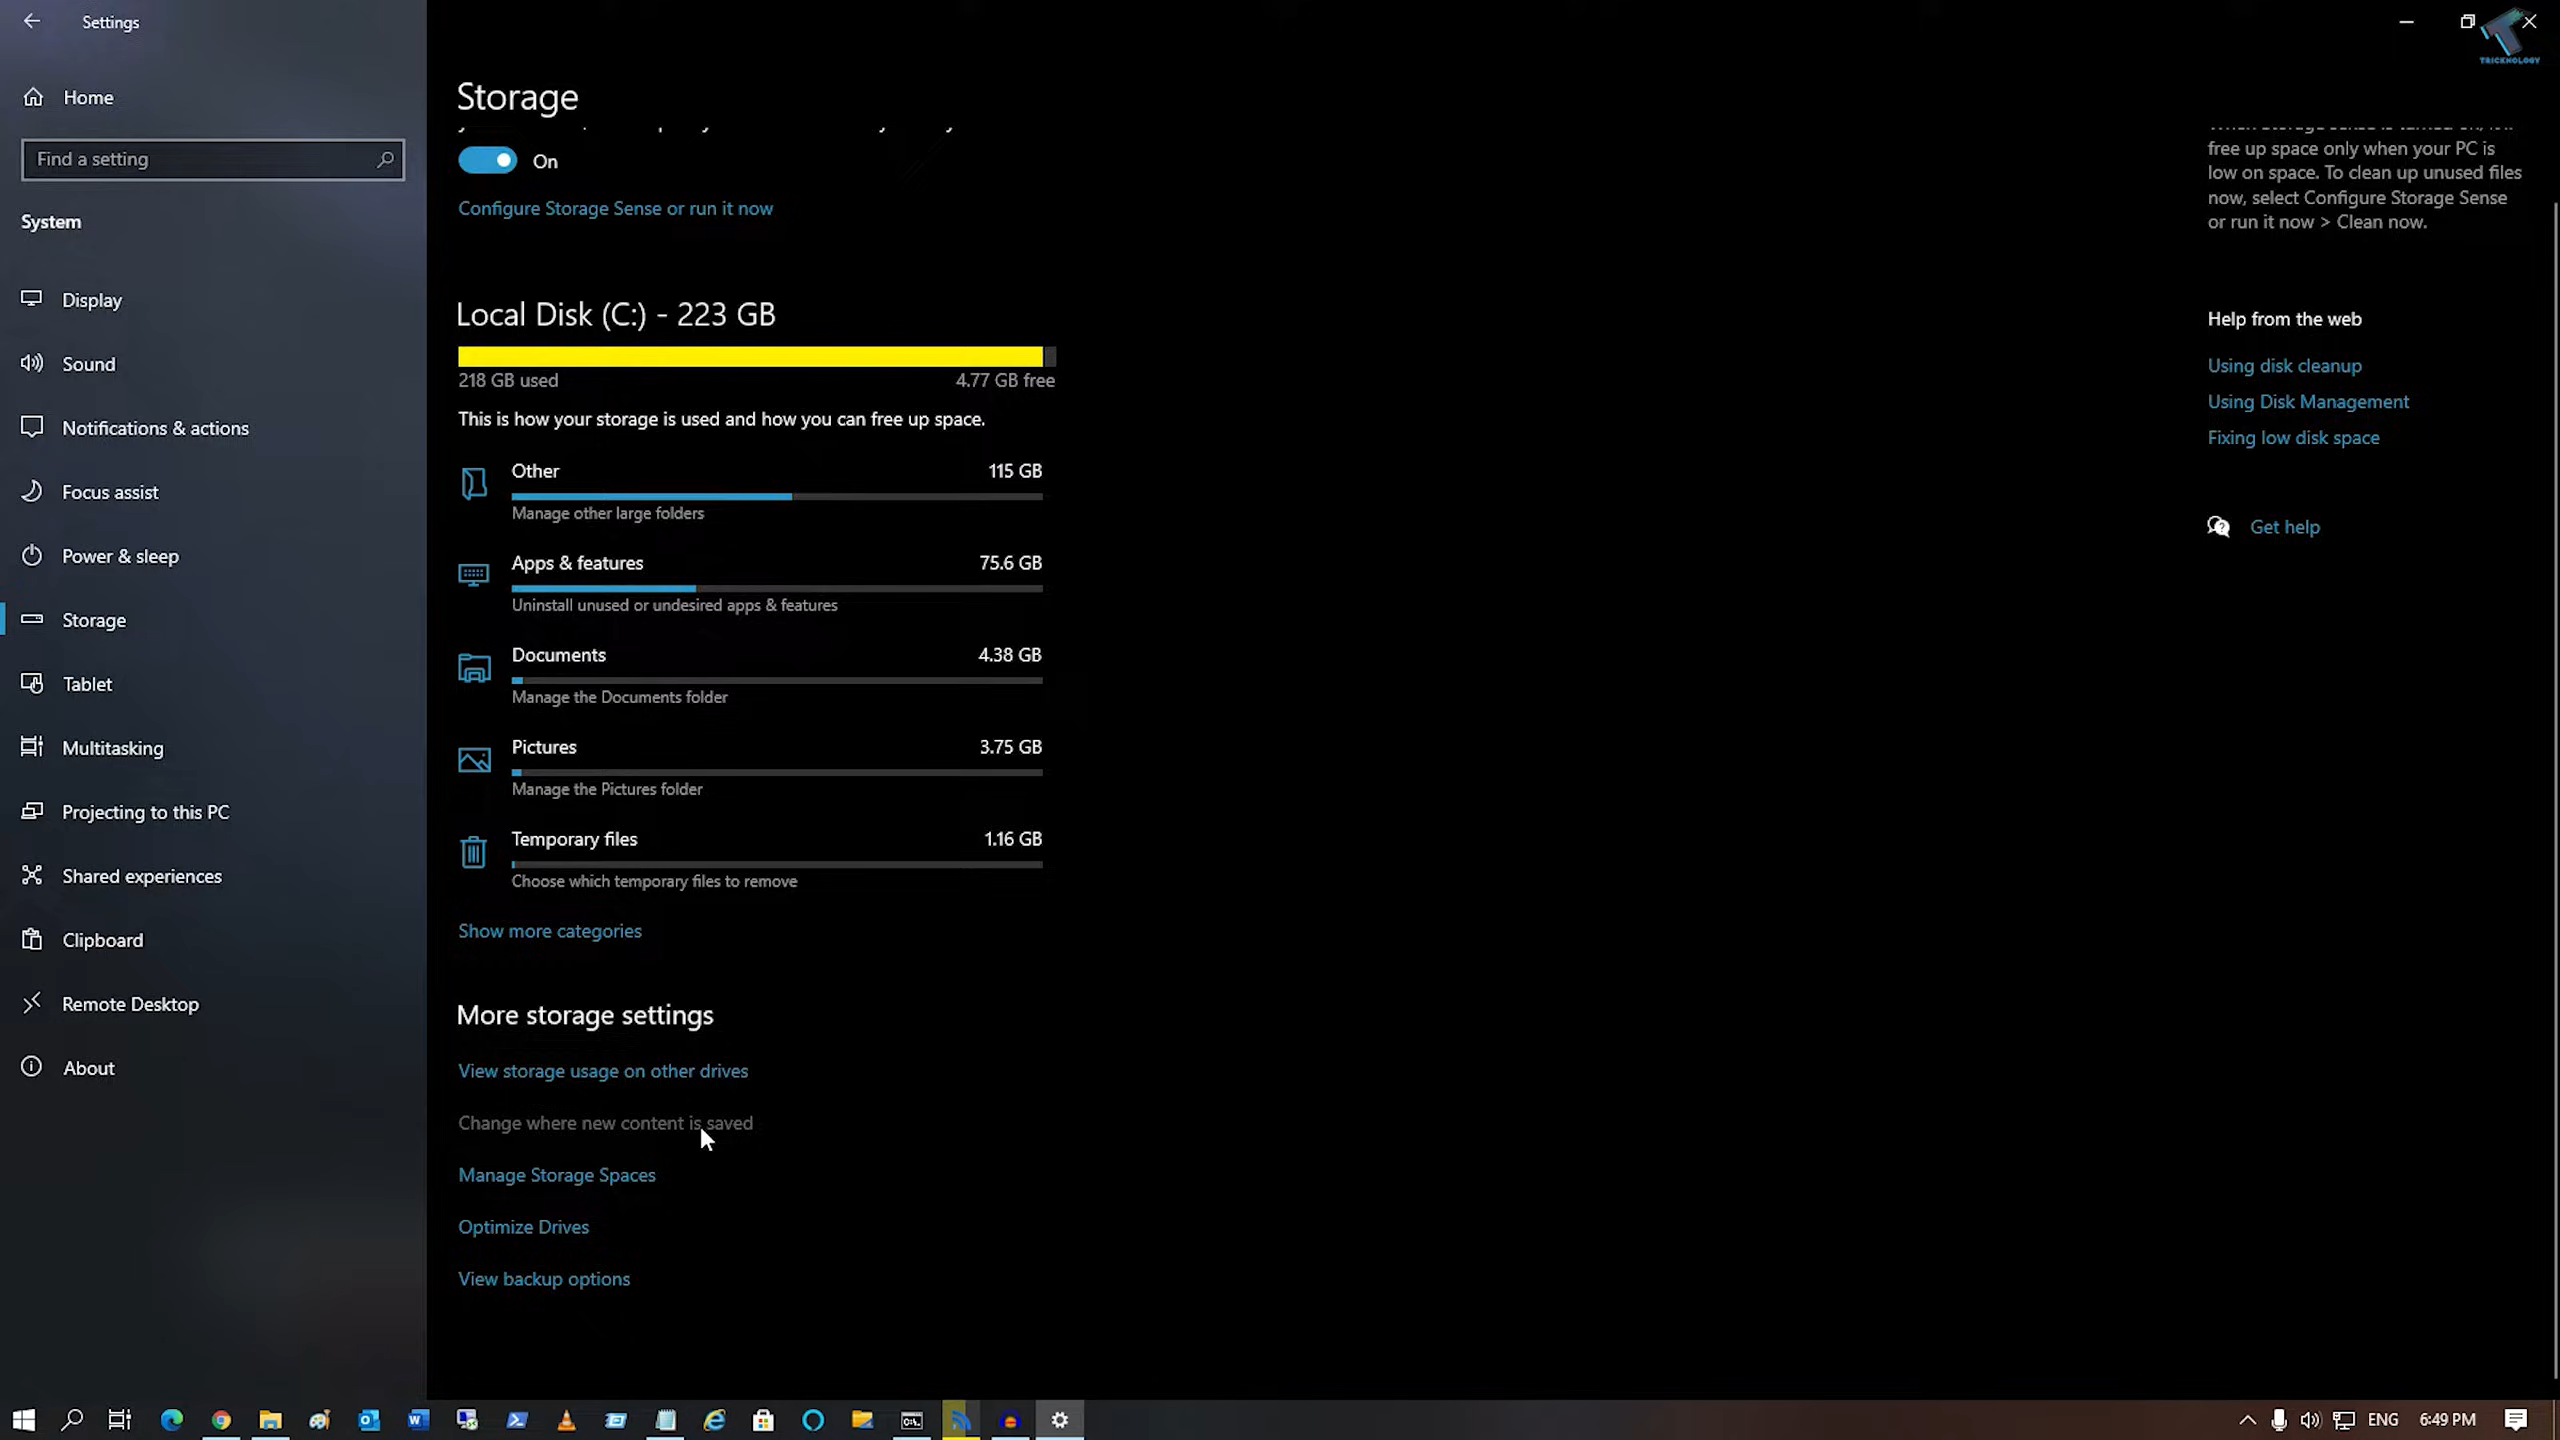 Settings
TRICKNOLOGY
Home
Find a setting
System
Display
Sound
Notifications & actions
Focus assist
Power & sleep
Storage
Tablet
Multitasking
Projecting to this PC
Shared experiences
Clipboard
Remote Desktop
About
Storage
On
Configure Storage Sense or run it now
Local Disk (C:) - 223 GB
218 GB used 4.77 GB free
This is how your storage is used and how you can free up space.
Other 115 GB
Manage other large folders
Apps & features 75.6 GB
Uninstall unused or undesired apps & features
Documents 4.38 GB
Manage the Documents folder
Pictures 3.75 GB
Manage the Pictures folder
Temporary files 1.16 GB
Choose which temporary files to remove
Show more categories
More storage settings
View storage usage on other drives
Change where new content is saved
Manage Storage Spaces
Optimize Drives
View backup options
When Storage Sense is turned on, it'll
free up space only when your PC is
low on space. To clean up unused files
now, select Configure Storage Sense
or run it now > Clean now.
Help from the web
Using disk cleanup
Using Disk Management
Fixing low disk space
Get help
ENG 6:49 PM